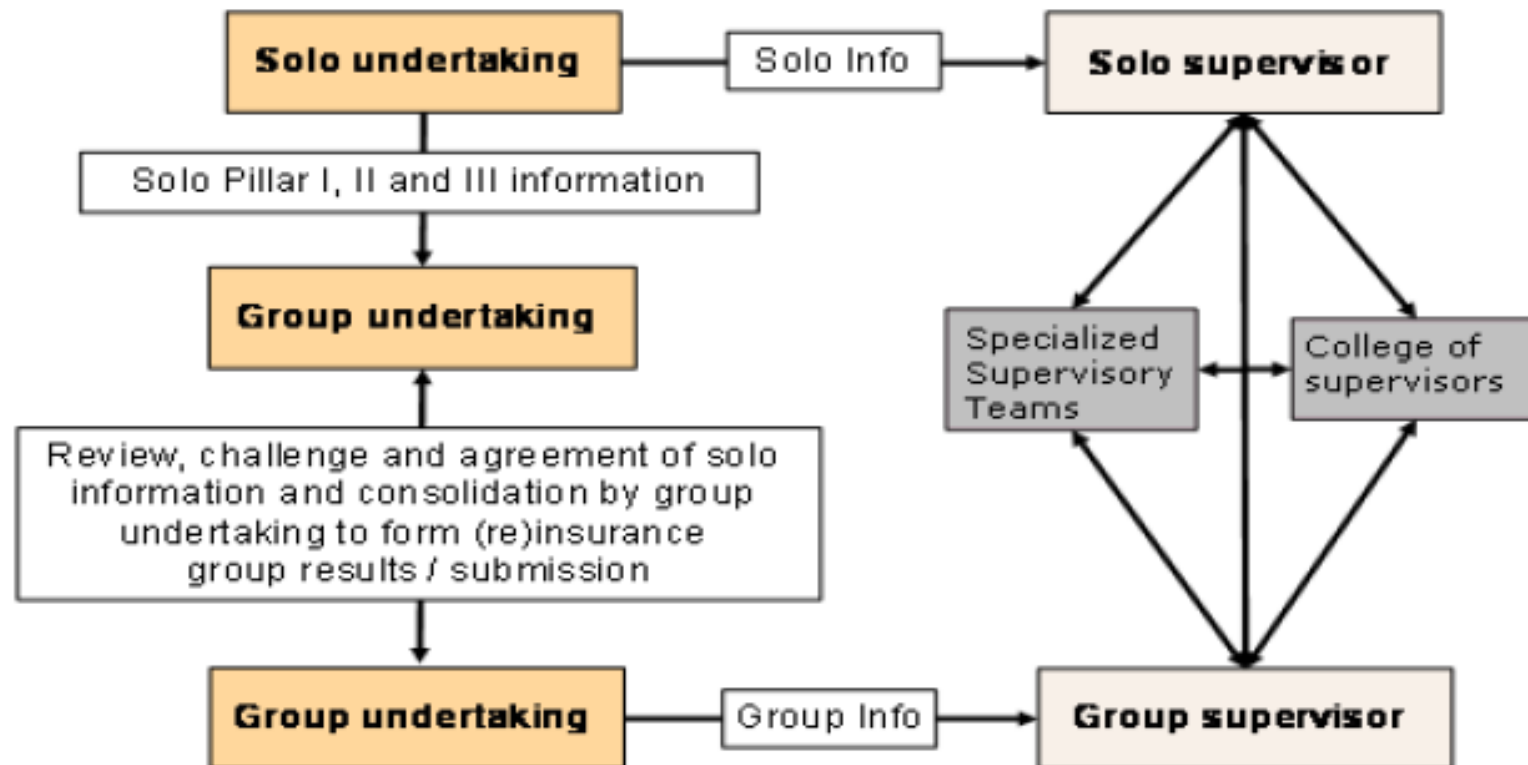 Solo undertaking
Solo Info
Solo supervisor
Solo Pillar I, II and III information
Group undertaking
Specialized
Supervisory
Teams
College of
supervisors
Review, challenge and agreement of solo
information and consolidation by group
undertaking to form (re)insurance
group results / submission
Group undertaking
Group Info
Group supervisor